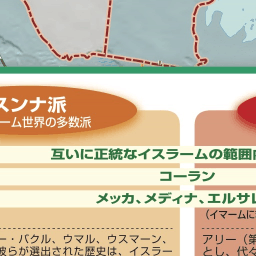 スンナ派
ーム世界の多数派
互いに正統なイスラームの範囲内
コーラン
メッカ、メディナ、エルサレ
（イマームに
ー・バクル、ウマル、ウスマーン、
彼らが選出された歴史は、イスラー
アリー（第
とし、代々